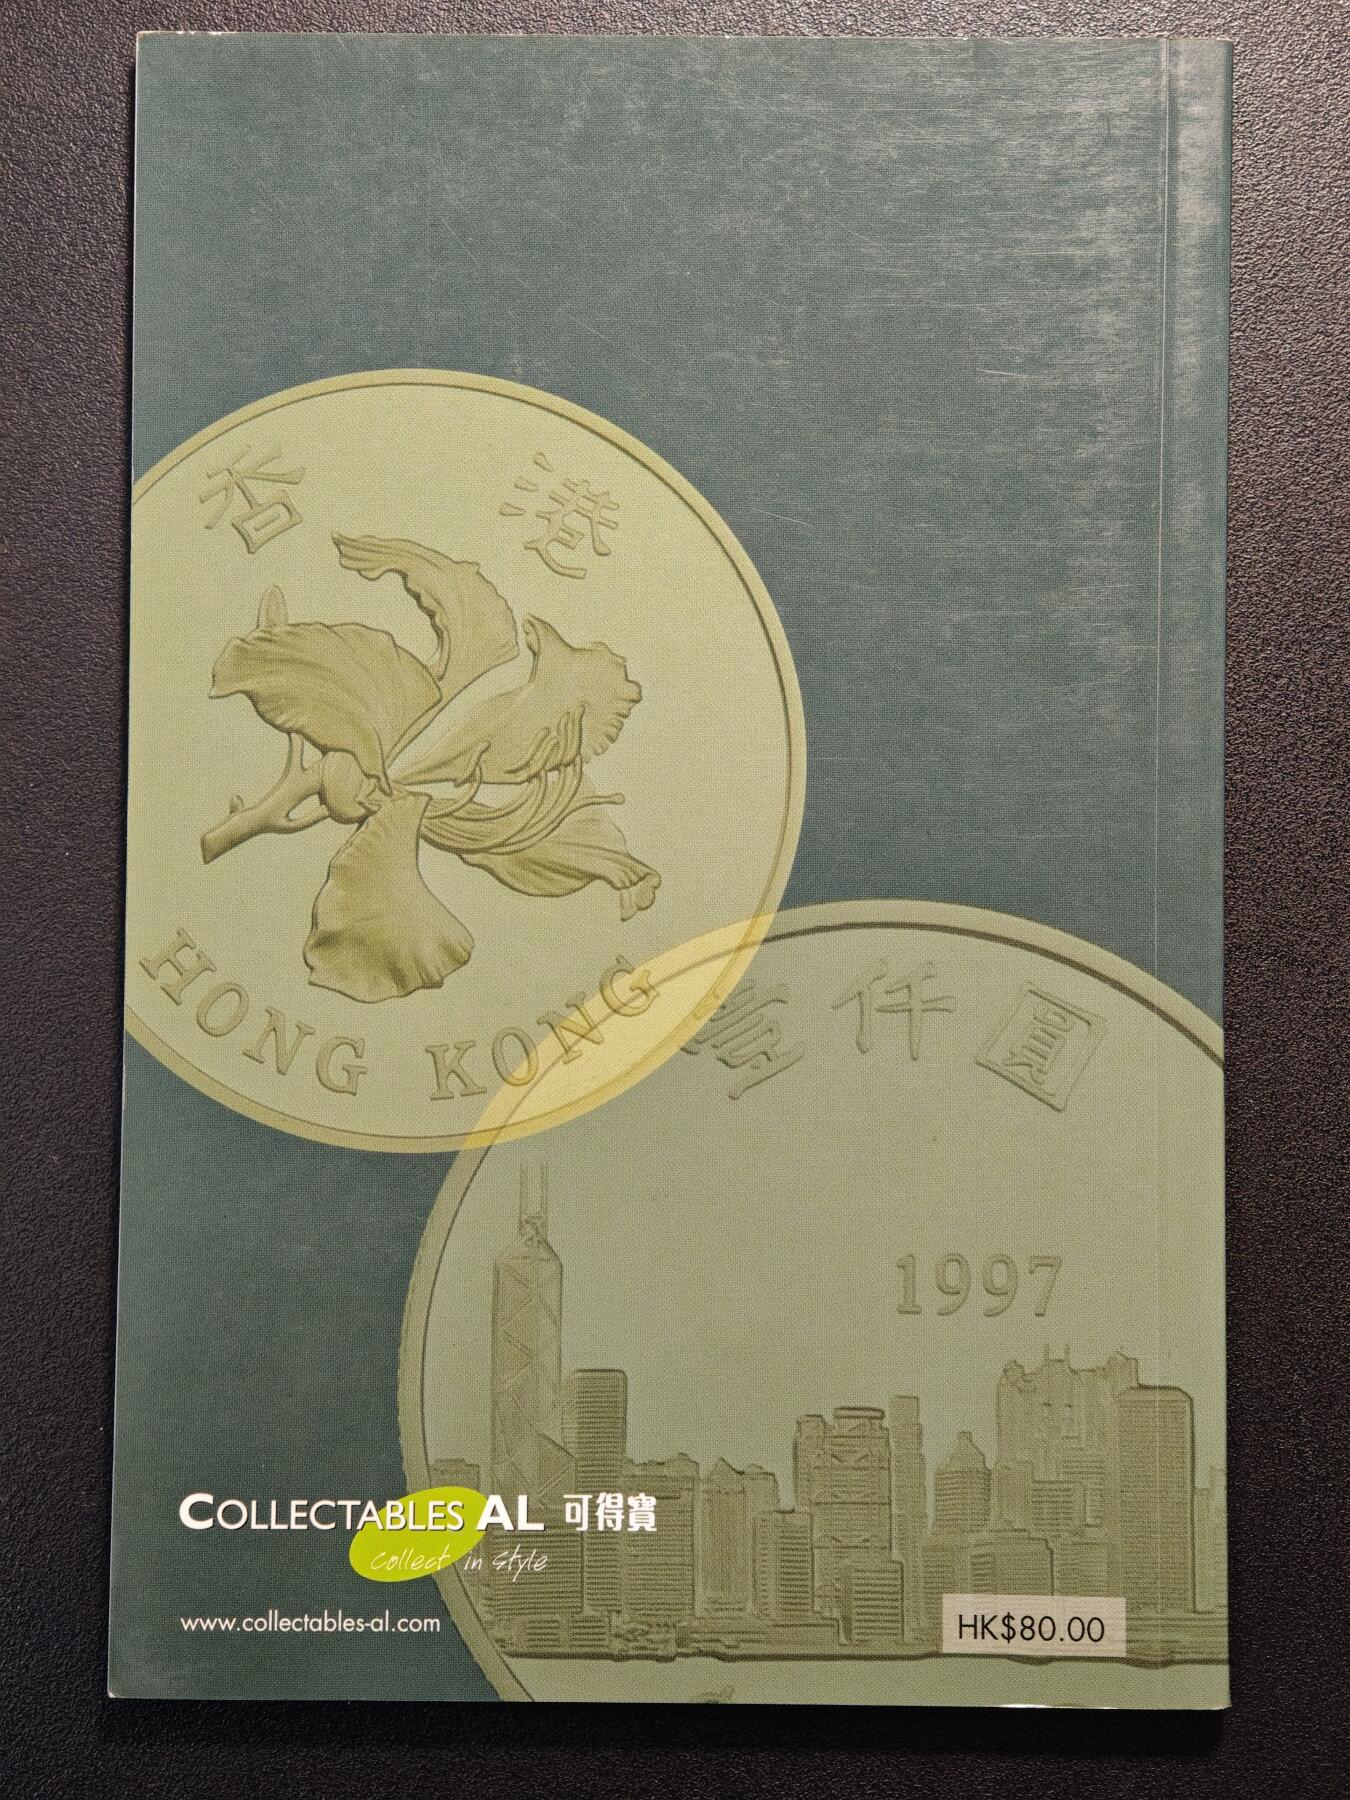 香港
HONG KONG
壹仟圓
1997
COLLECTABLES AL 可得寶
collect in style
www.collectables-al.com
HK$80.00